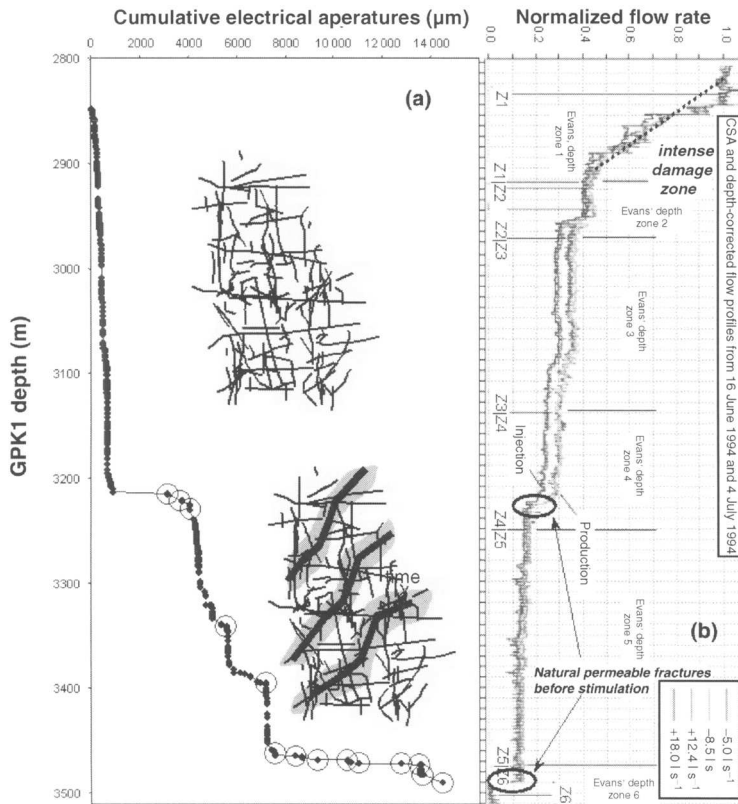 Cumulative electrical aperatures (µm)
0 2000 4000 6000 8000 10 000 12 000 14 000
GPK1 depth (m)
2800
2900
3000
3100
3200
3300
3400
3500
(a)
time
Normalized flow rate
0.0 0.2 0.4 0.6 0.8 1.0
Z1
Evans, depth
zone 1
intense
damage
zone
Z1|Z2
Evans' depth
zone 2
Z2|Z3
Evans' depth
zone 3
Z3|Z4
Injection
Evans' depth
zone 4
Production
Z4|Z5
Evans' depth
zone 5
(b)
Natural permeable fractures
before stimulation
Z5|Z6
Evans' depth
zone 6
Z6
CSA and depth-corrected flow profiles from 16 June 1994 and 4 July 1994
–5.0 l s⁻¹
–8.5 l s⁻¹
+12.4 l s⁻¹
+18.0 l s⁻¹